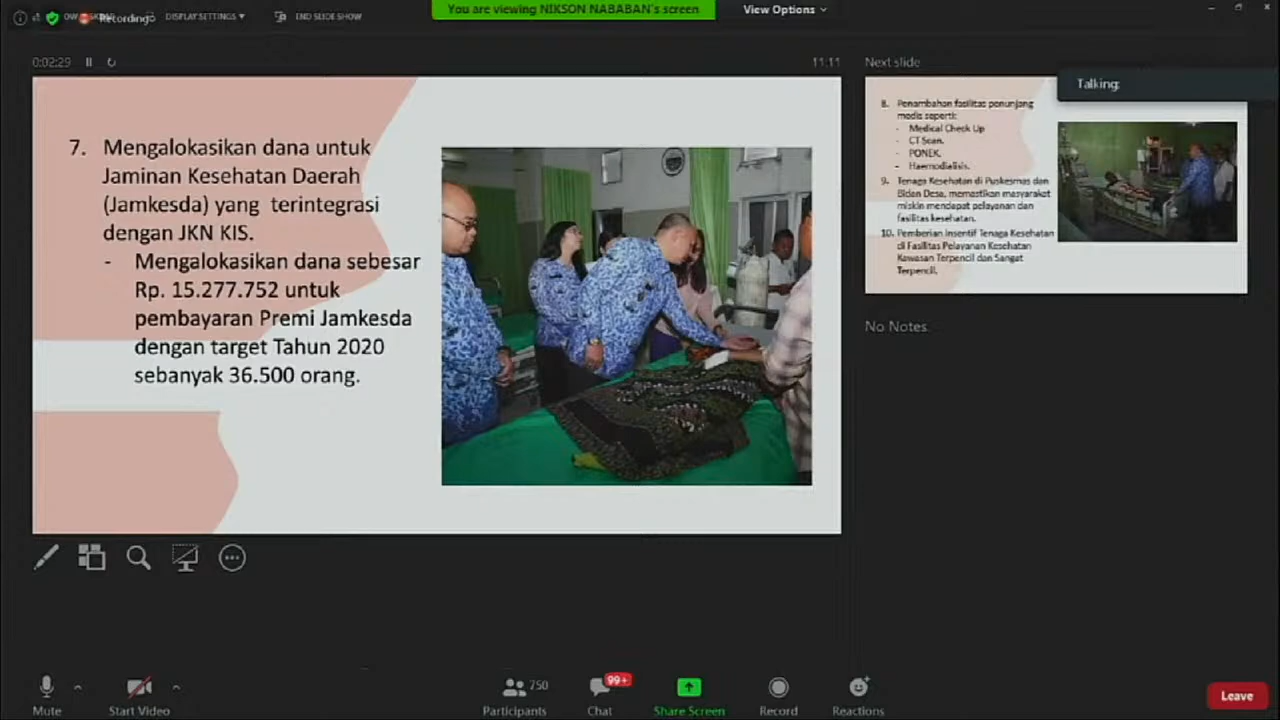 Recording
DISPLAY SETTINGS
END SLIDE SHOW
You are viewing NIKSON NABABAN's screen
View Options
0:02:29
11:11
Next slide
Talking:
7. Mengalokasikan dana untuk
Jaminan Kesehatan Daerah
(Jamkesda) yang terintegrasi
dengan JKN KIS.
- Mengalokasikan dana sebesar
Rp. 15.277.752 untuk
pembayaran Premi Jamkesda
dengan target Tahun 2020
sebanyak 36.500 orang.
8. Penambahan fasilitas penunjang
medis seperti:
- Medical Check Up
- CT Scan.
- PONEK.
- Haemodialisis.
9. Tenaga Kesehatan di Puskesmas dan
Bidan Desa, memastikan masyarakat
miskin mendapat pelayanan dan
fasilitas kesehatan.
10. Pemberian Insentif Tenaga Kesehatan
di Fasilitas Pelayanan Kesehatan
Kawasan Terpencil dan Sangat
Terpencil.
No Notes.
Mute
Start Video
750
Participants
99+
Chat
Share Screen
Record
Reactions
Leave